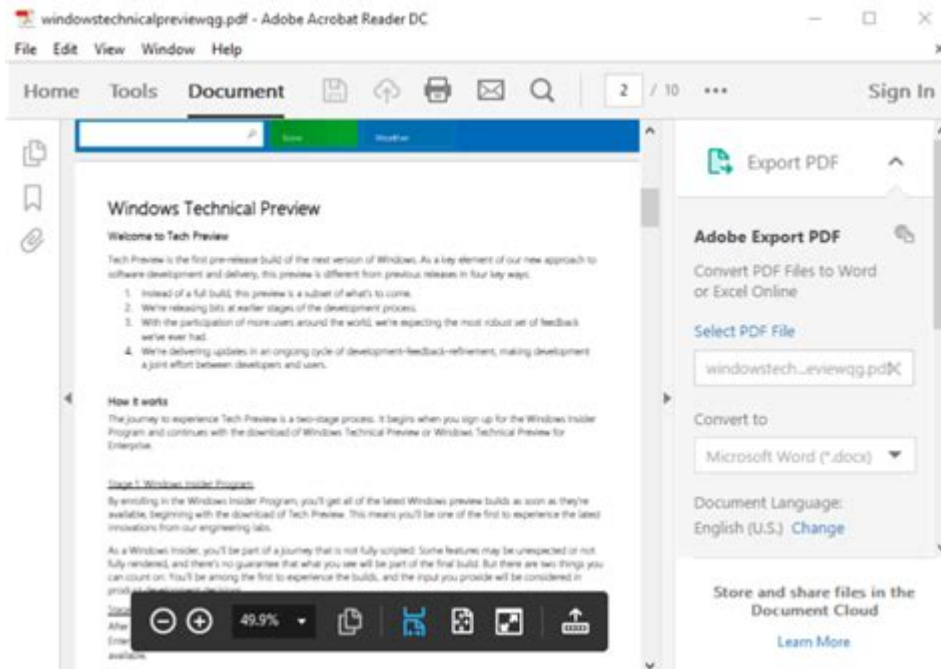 windowstechnicalpreviewqg.pdf - Adobe Acrobat Reader DC
File Edit View Window Help
Home Tools Document 2 / 10 ••• Sign In
Weather
Export PDF
Windows Technical Preview
Welcome to Tech Preview
Tech Preview is the first pre-release build of the next version of Windows. As a key element of our new approach to
software development and delivery, this preview is different from previous releases in four key ways:
1. Instead of a full build, this preview is a subset of what's to come.
2. We're releasing bits at earlier stages of the development process.
3. With the participation of more users around the world, we're expecting the most robust set of feedback
we've ever had.
4. We're delivering updates in an ongoing cycle of development-feedback-refinement, making development
a joint effort between developers and users.
How it works
The journey to experience Tech Preview is a two-stage process. It begins when you sign up for the Windows Insider
Program and continues with the download of Windows Technical Preview or Windows Technical Preview for
Enterprise.
Stage 1: Windows Insider Program
By enrolling in the Windows Insider Program, you'll get all of the latest Windows preview builds as soon as they're
available, beginning with the download of Tech Preview. This means you'll be one of the first to experience the latest
innovations from our engineering labs.
As a Windows Insider, you'll be part of a journey that is not fully scripted. Some features may be unexpected or not
fully rendered, and there's no guarantee that what you see will be part of the final build. But there are two things you
can count on: You'll be among the first to experience the builds, and the input you provide will be considered in
product development decisions.
After
available.
49.9%
Adobe Export PDF
Convert PDF Files to Word
or Excel Online
Select PDF File
windowstech...eviewqg.pdf
Convert to
Microsoft Word (*.docx)
Document Language:
English (U.S.) Change
Store and share files in the
Document Cloud
Learn More